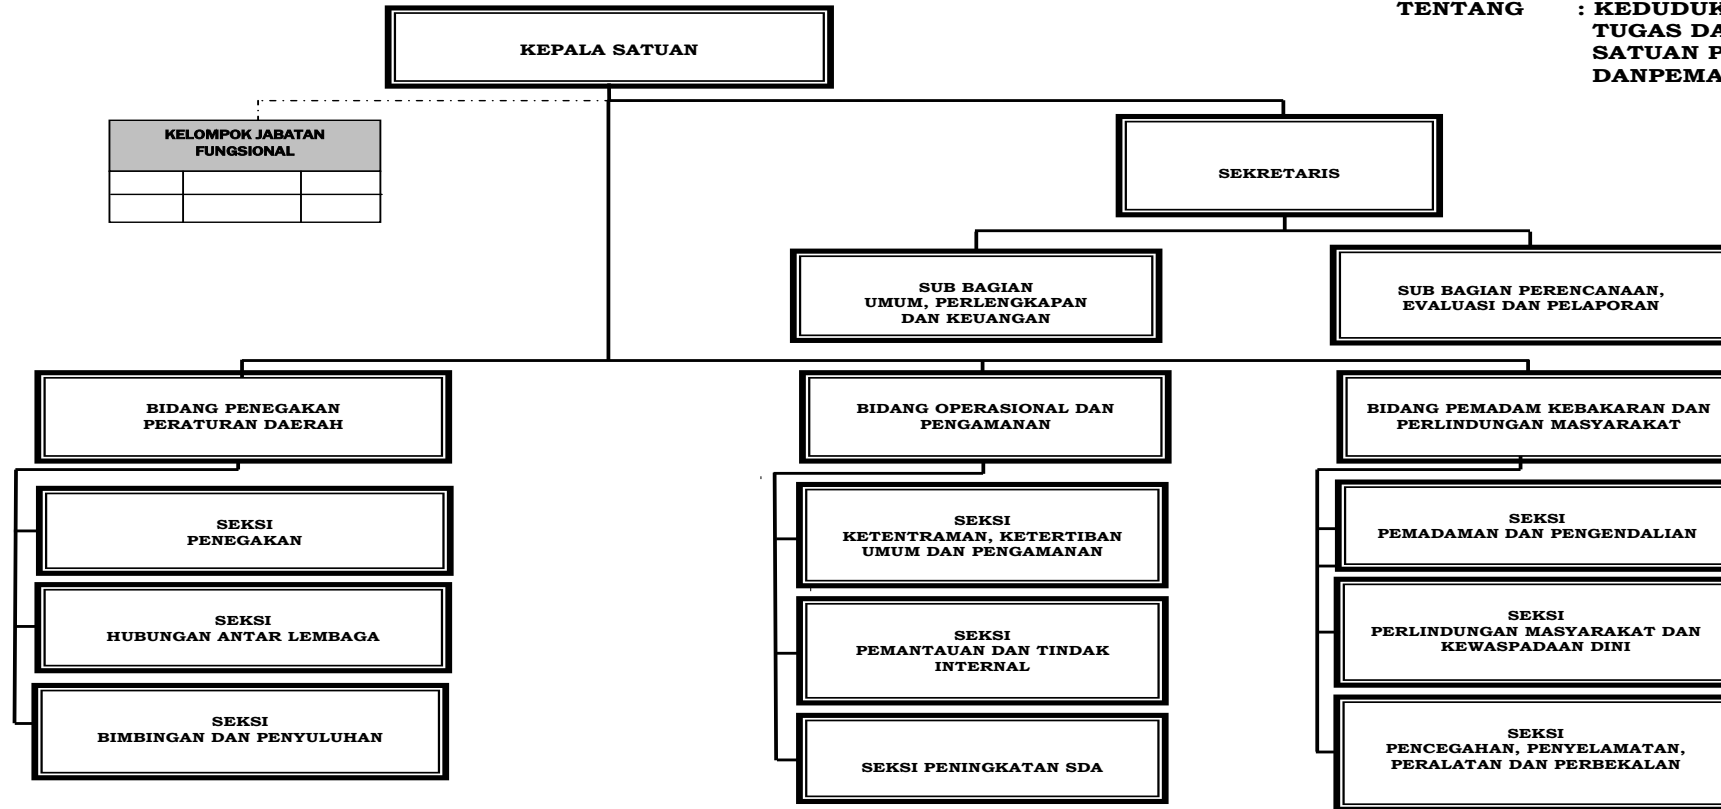 TENTANG : KEDUDUK
TUGAS DA
SATUAN P
DANPEMA
KEPALA SATUAN
KELOMPOK JABATAN
FUNGSIONAL
SEKRETARIS
SUB BAGIAN
UMUM, PERLENGKAPAN
DAN KEUANGAN
SUB BAGIAN PERENCANAAN,
EVALUASI DAN PELAPORAN
BIDANG PENEGAKAN
PERATURAN DAERAH
BIDANG OPERASIONAL DAN
PENGAMANAN
BIDANG PEMADAM KEBAKARAN DAN
PERLINDUNGAN MASYARAKAT
SEKSI
PENEGAKAN
SEKSI
HUBUNGAN ANTAR LEMBAGA
SEKSI
BIMBINGAN DAN PENYULUHAN
SEKSI
KETENTRAMAN, KETERTIBAN
UMUM DAN PENGAMANAN
SEKSI
PEMANTAUAN DAN TINDAK
INTERNAL
SEKSI PENINGKATAN SDA
SEKSI
PEMADAMAN DAN PENGENDALIAN
SEKSI
PERLINDUNGAN MASYARAKAT DAN
KEWASPADAAN DINI
SEKSI
PENCEGAHAN, PENYELAMATAN,
PERALATAN DAN PERBEKALAN